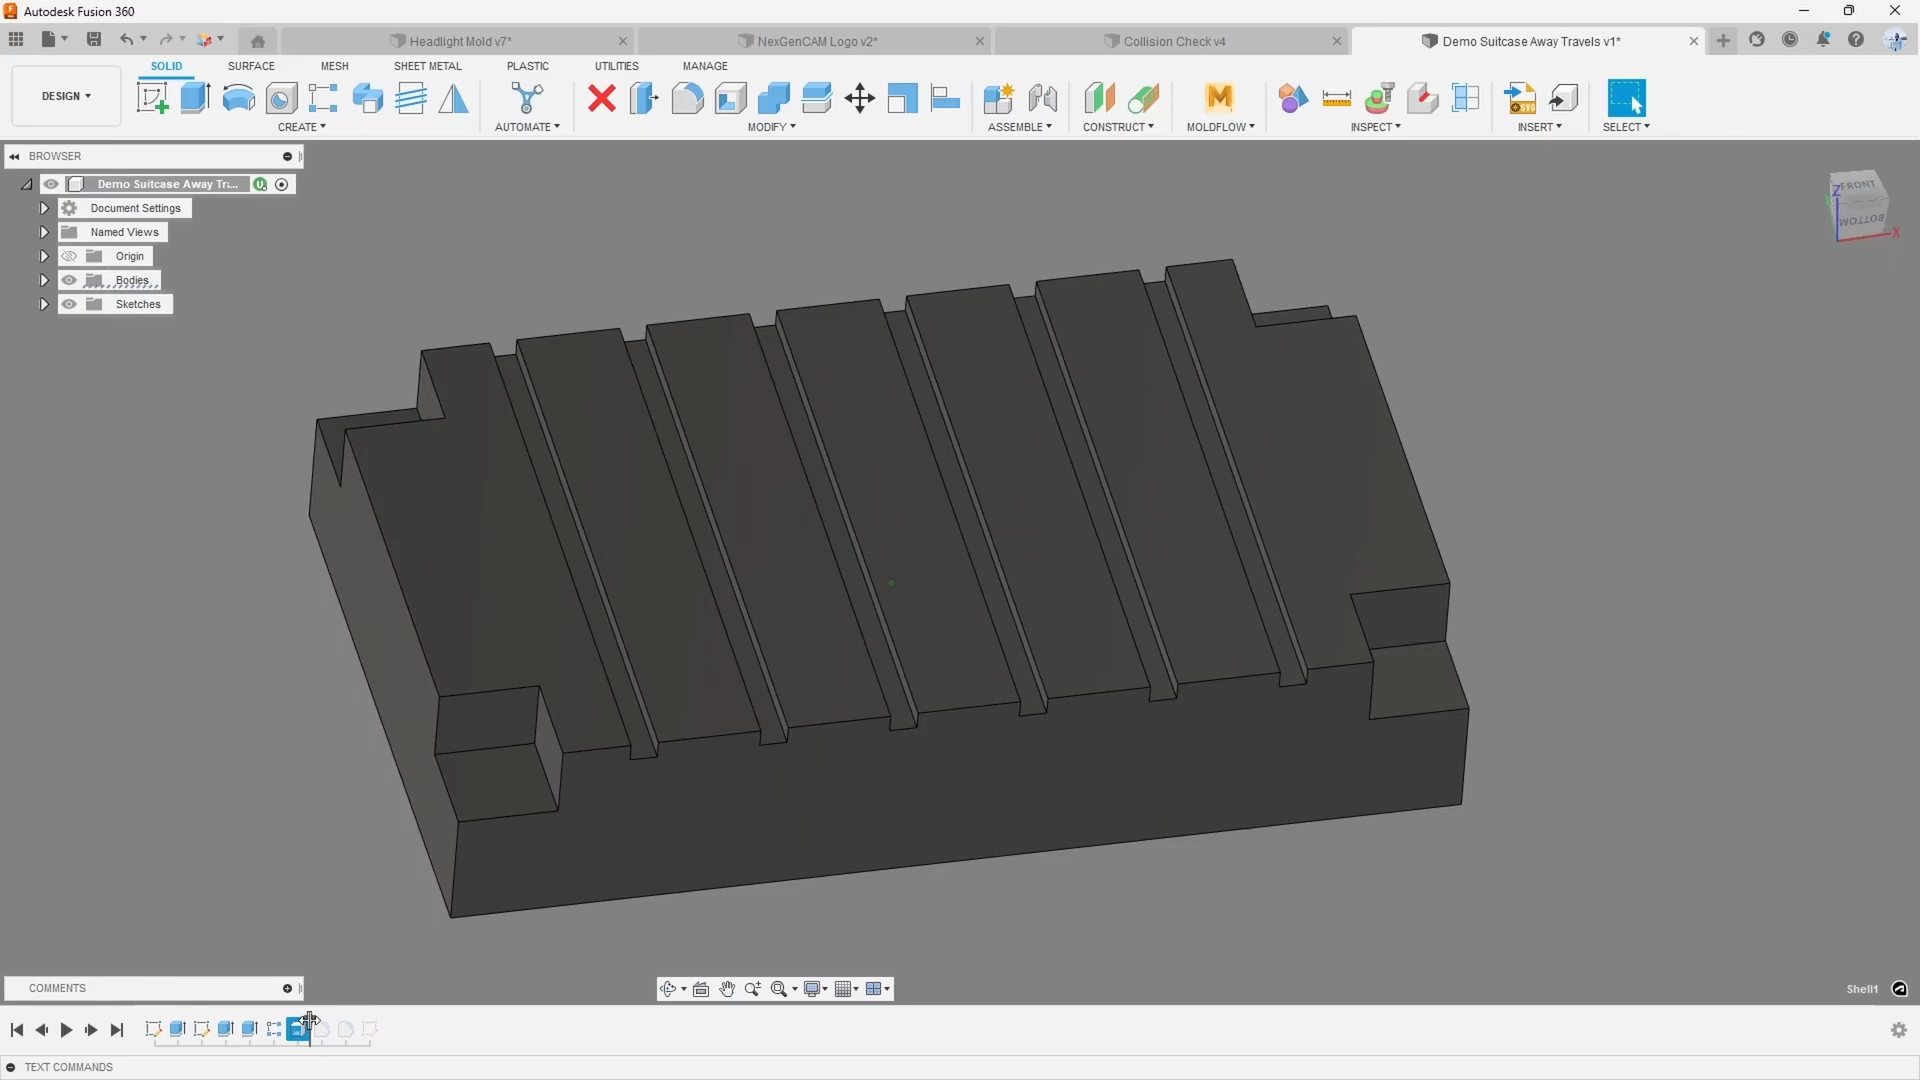 Autodesk Fusion 360
Headlight Mold v7*
NexGenCAM Logo v2*
Collision Check v4
Demo Suitcase Away Travels v1*
SOLID
SURFACE
MESH
SHEET METAL
PLASTIC
UTILITIES
MANAGE
DESIGN
CREATE
AUTOMATE
MODIFY
ASSEMBLE
CONSTRUCT
MOLDFLOW
INSPECT
INSERT
SELECT
BROWSER
Demo Suitcase Away Tr...
Document Settings
Named Views
Origin
Bodies
Sketches
FRONT
BOTTOM
Z
X
COMMENTS
Shell1
TEXT COMMANDS